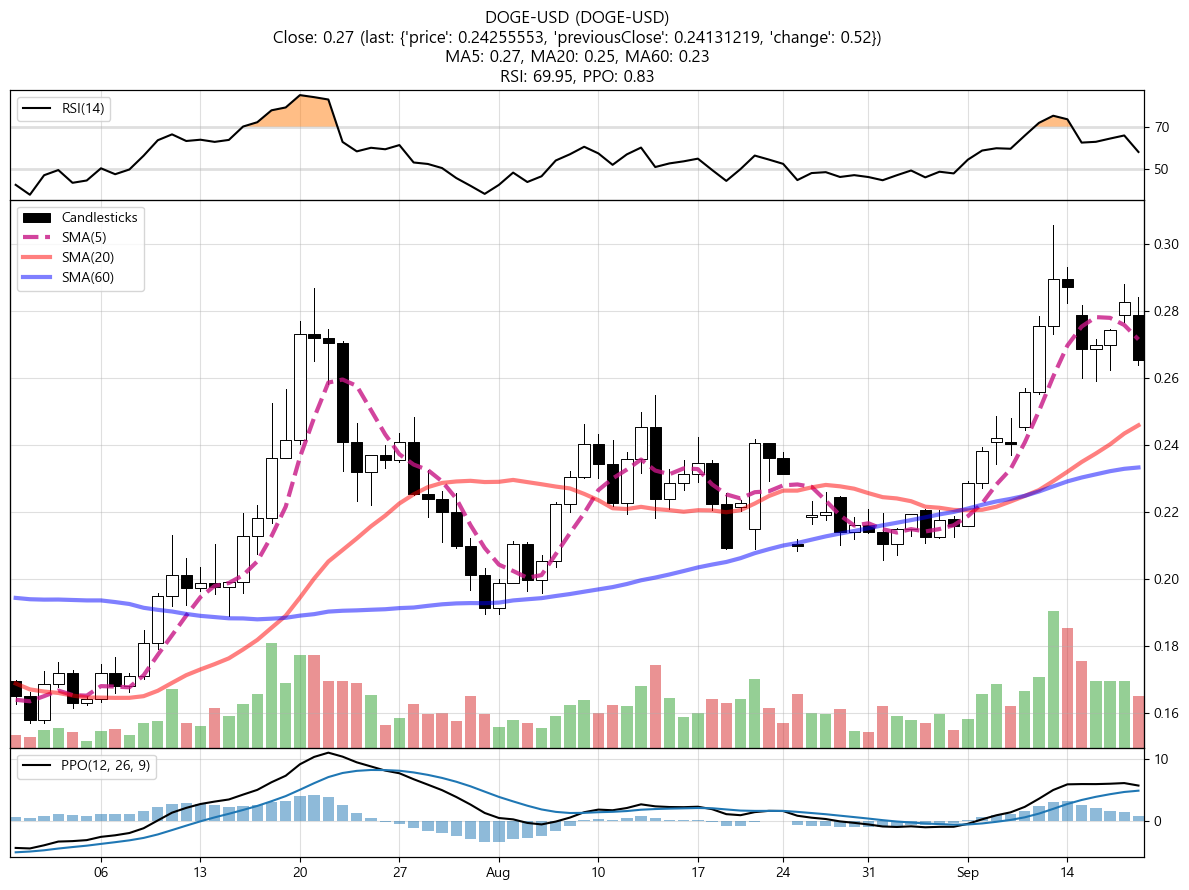 DOGE-USD (DOGE-USD)
Close: 0.27 (last: {'price': 0.24255553, 'previousClose': 0.24131219, 'change': 0.52})
MA5: 0.27, MA20: 0.25, MA60: 0.23
RSI: 69.95, PPO: 0.83
RSI(14)
70
50
Candlesticks
SMA(5)
SMA(20)
SMA(60)
0.30
0.28
0.26
0.24
0.22
0.20
0.18
0.16
PPO(12, 26, 9)
10
0
06 13 20 27 Aug 10 17 24 31 Sep 14